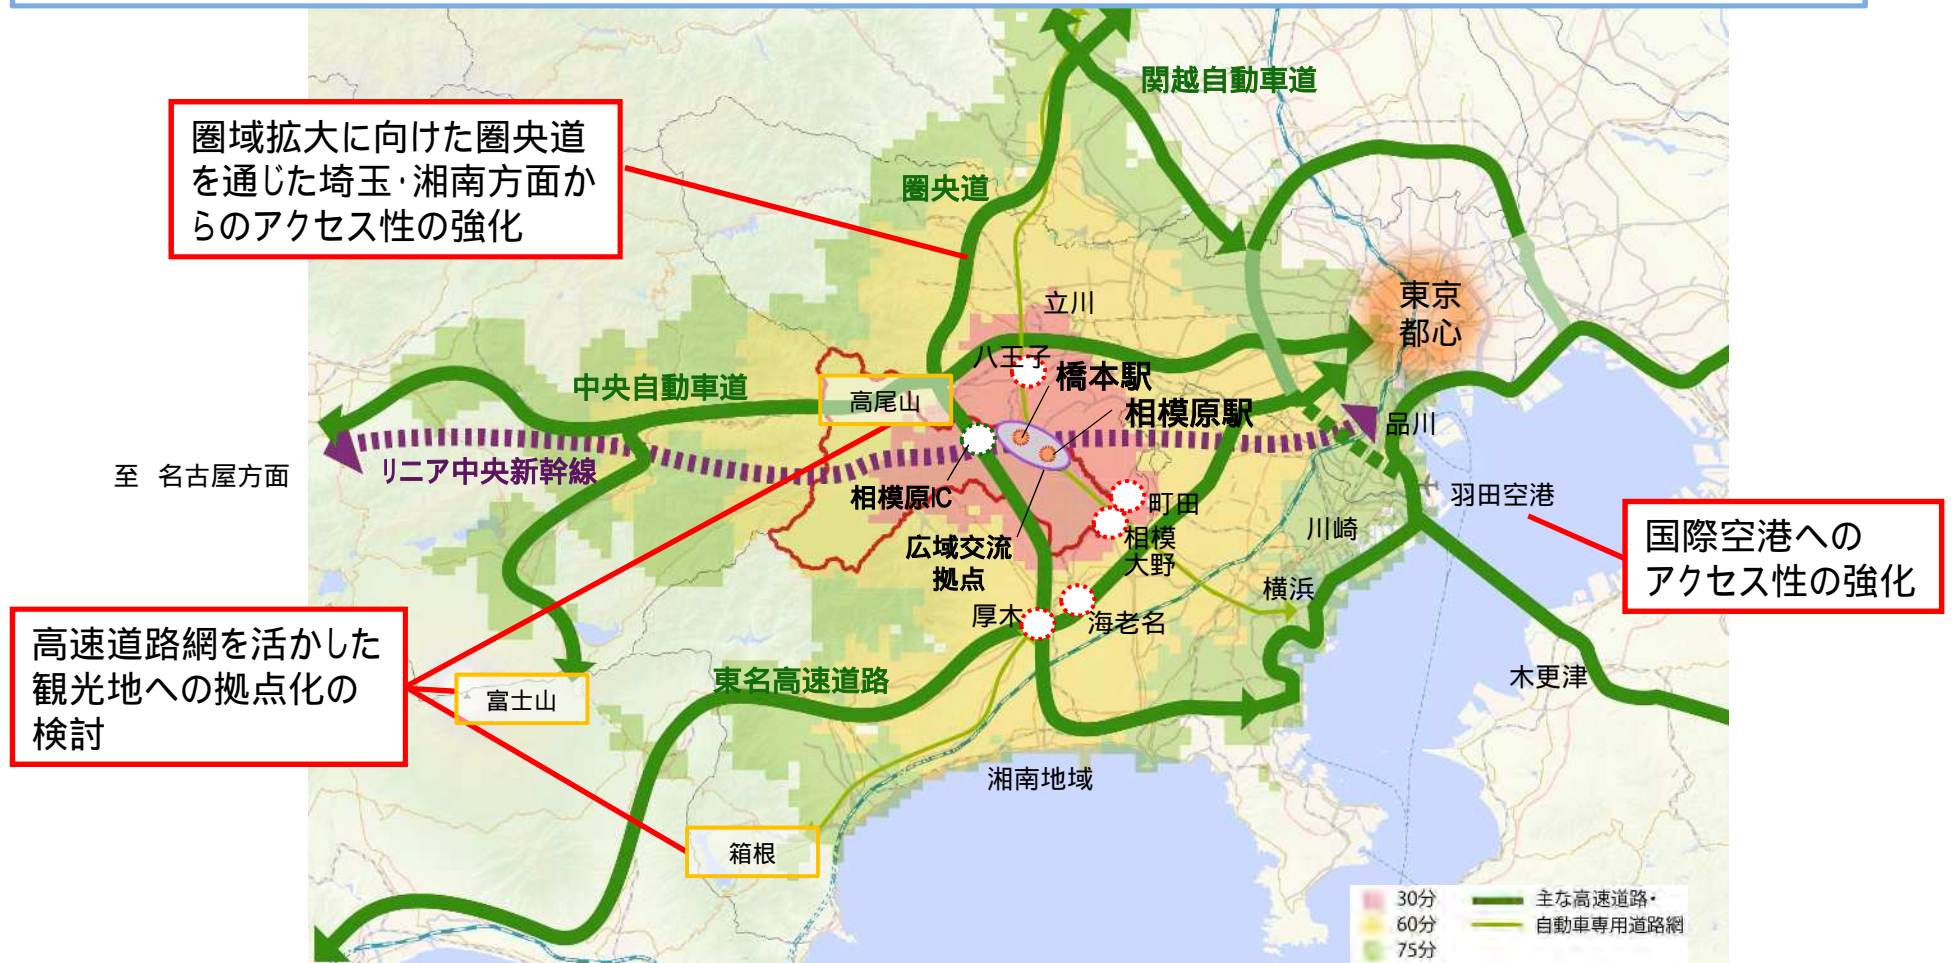 関越自動車道
圏域拡大に向けた圏央道
を通じた埼玉・湘南方面か
らのアクセス性の強化
圏央道
立川
東京
都心
八王子
橋本駅
中央自動車道
高尾山
相模原駅
品川
リニア中央新幹線
至 名古屋方面
相模原IC
町田
羽田空港
川崎
相模
大野
広域交流
拠点
国際空港への
アクセス性の強化
横浜
厚木
海老名
高速道路網を活かした
観光地への拠点化の
検討
東名高速道路
木更津
富士山
湘南地域
箱根
30分
60分
75分
主な高速道路・
自動車専用道路網